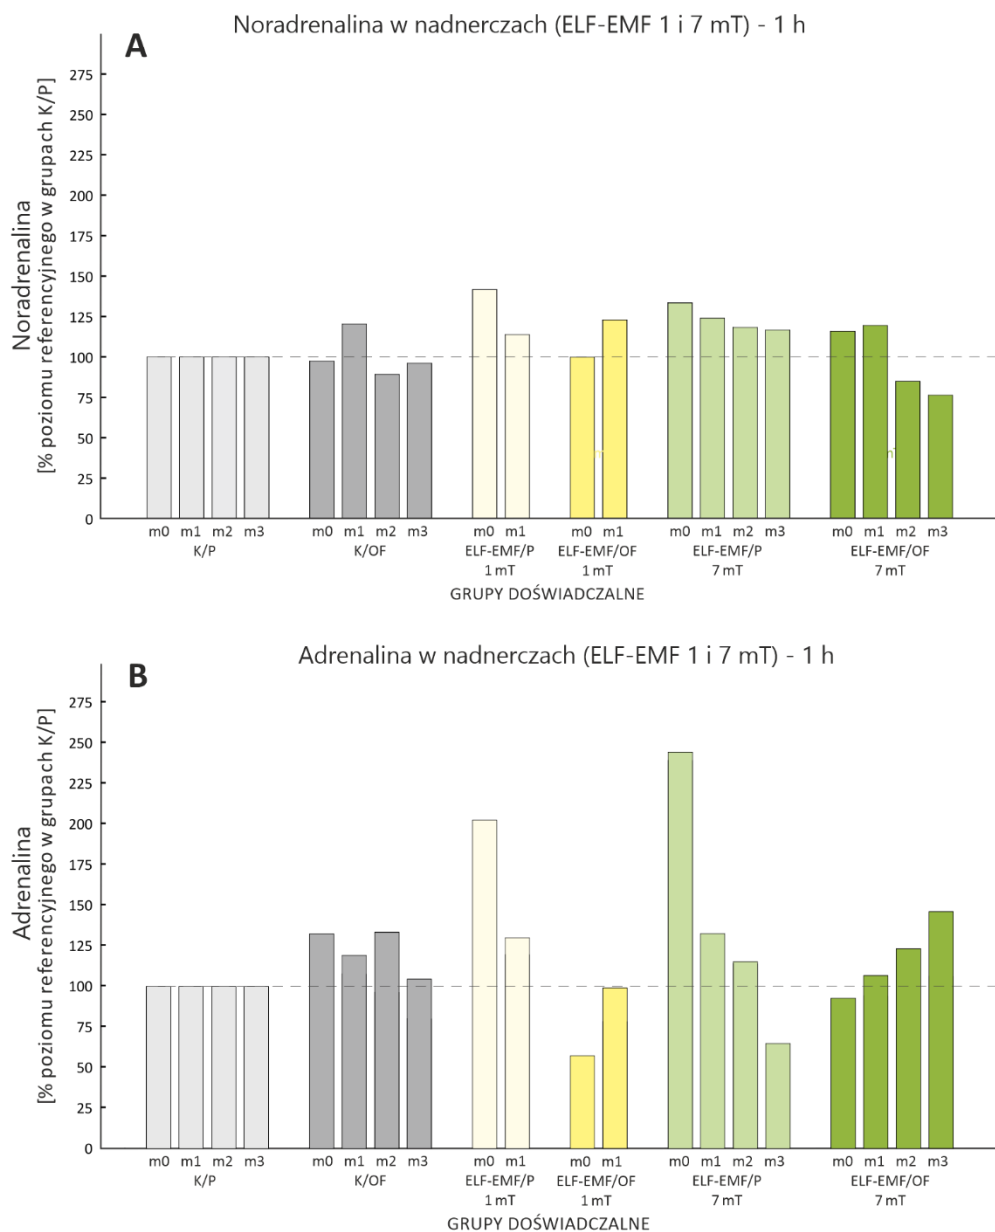 Noradrenalina w nadnerczach (ELF-EMF 1 i 7 mT) - 1 h
A
Noradrenalina
[% poziomu referencyjnego w grupach K/P]
275
250
225
200
175
150
125
100
75
50
25
0
m0 m1 m2 m3 m0 m1 m2 m3 m0 m1 m0 m1 m0 m1 m2 m3 m0 m1 m2 m3
K/P K/OF ELF-EMF/P ELF-EMF/OF ELF-EMF/P ELF-EMF/OF
1 mT 1 mT 7 mT 7 mT
GRUPY DOŚWIADCZALNE
Adrenalina w nadnerczach (ELF-EMF 1 i 7 mT) - 1 h
B
Adrenalina
[% poziomu referencyjnego w grupach K/P]
275
250
225
200
175
150
125
100
75
50
25
0
m0 m1 m2 m3 m0 m1 m2 m3 m0 m1 m0 m1 m0 m1 m2 m3 m0 m1 m2 m3
K/P K/OF ELF-EMF/P ELF-EMF/OF ELF-EMF/P ELF-EMF/OF
1 mT 1 mT 7 mT 7 mT
GRUPY DOŚWIADCZALNE